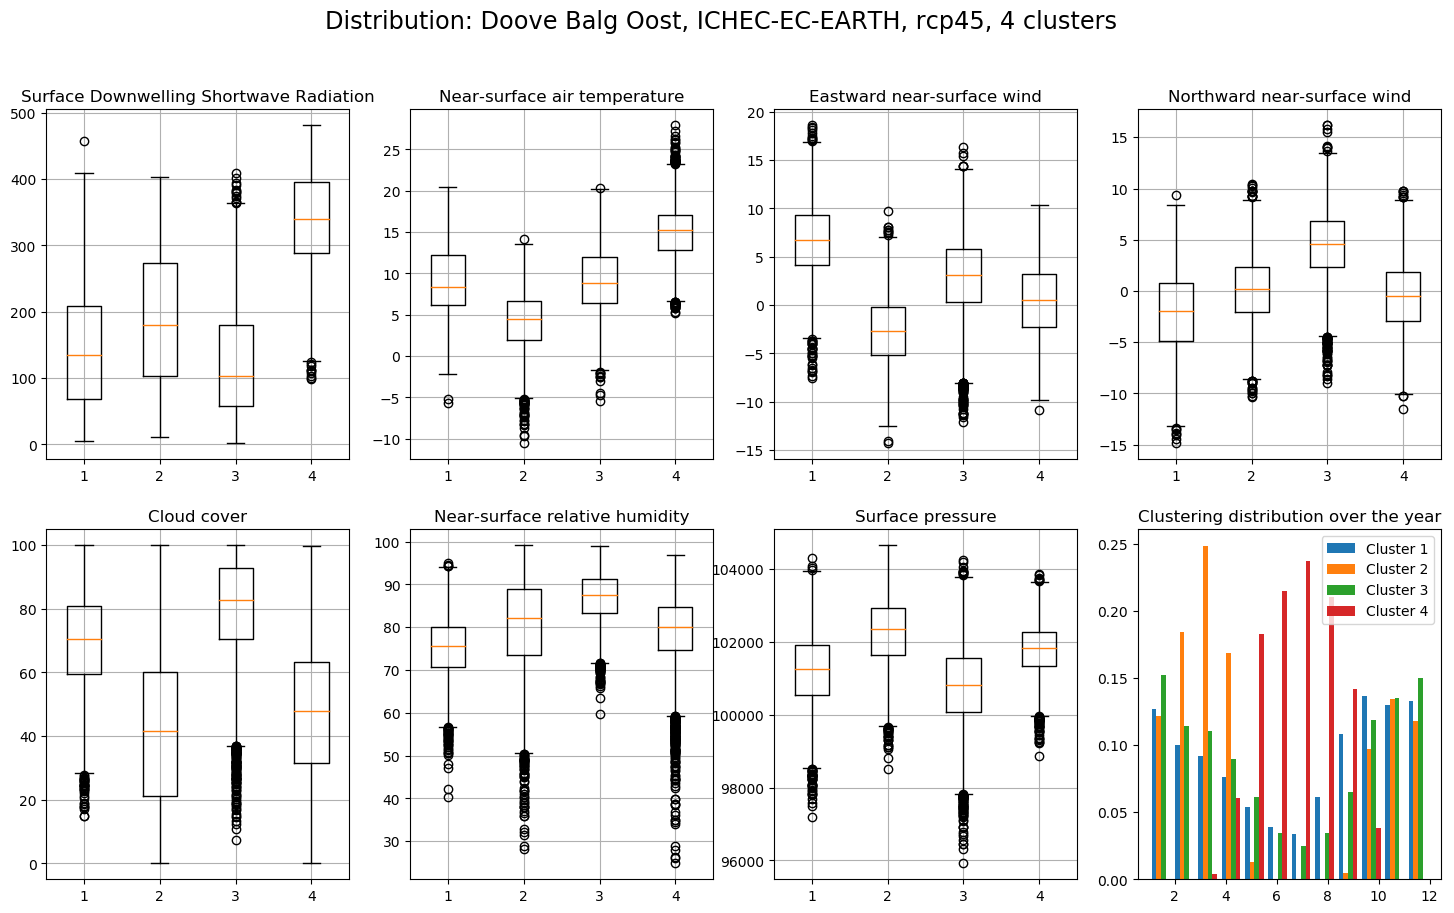 Distribution: Doove Balg Oost, ICHEC-EC-EARTH, rcp45, 4 clusters
Surface Downwelling Shortwave Radiation
500
400
300
200
100
0
1 2 3 4
Near-surface air temperature
25
20
15
10
5
0
−5
−10
1 2 3 4
Eastward near-surface wind
20
15
10
5
0
−5
−10
−15
1 2 3 4
Northward near-surface wind
15
10
5
0
−5
−10
−15
1 2 3 4
Cloud cover
100
80
60
40
20
0
1 2 3 4
Near-surface relative humidity
100
90
80
70
60
50
40
30
1 2 3 4
Surface pressure
104000
102000
100000
98000
96000
1 2 3 4
Clustering distribution over the year
0.25
0.20
0.15
0.10
0.05
0.00
2 4 6 8 10 12
Cluster 1
Cluster 2
Cluster 3
Cluster 4